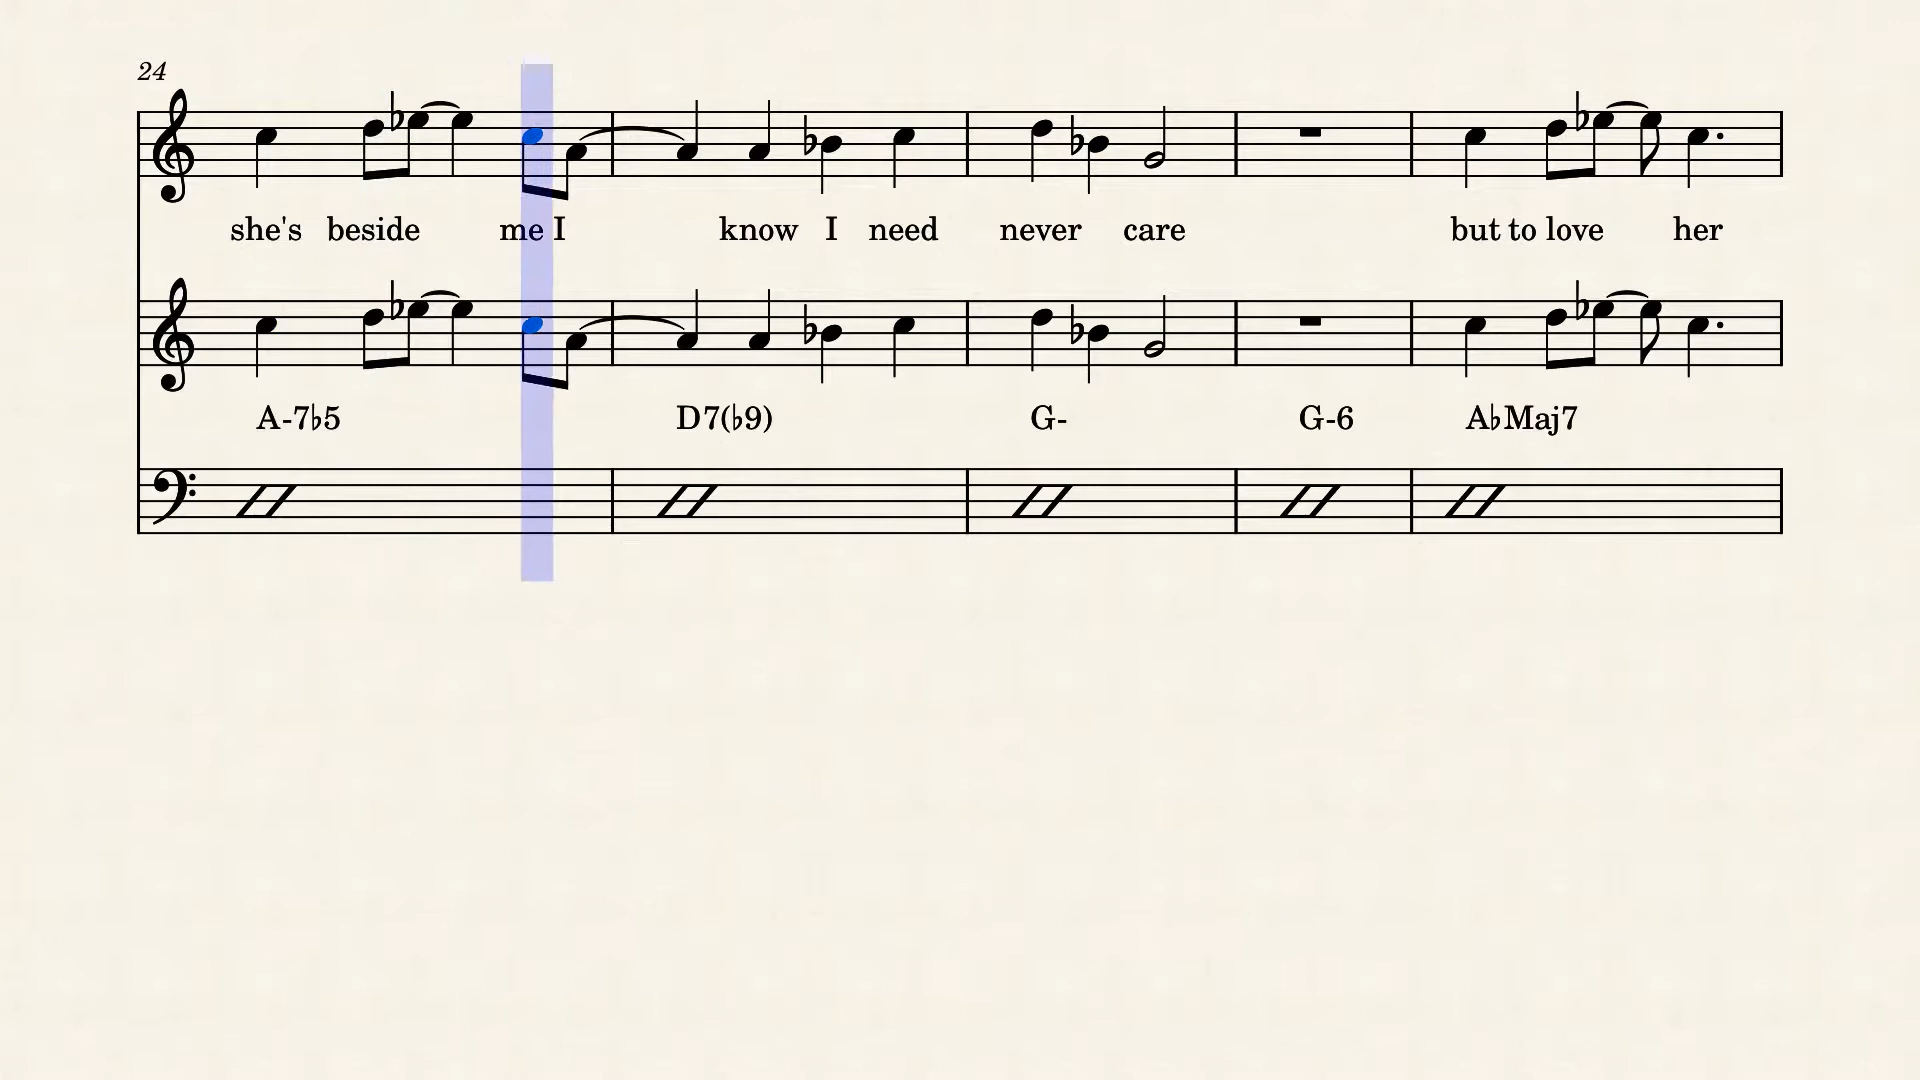 24
she's beside me I know I need never care but to love her
A-7♭5 D7(♭9) G- G-6 A♭Maj7